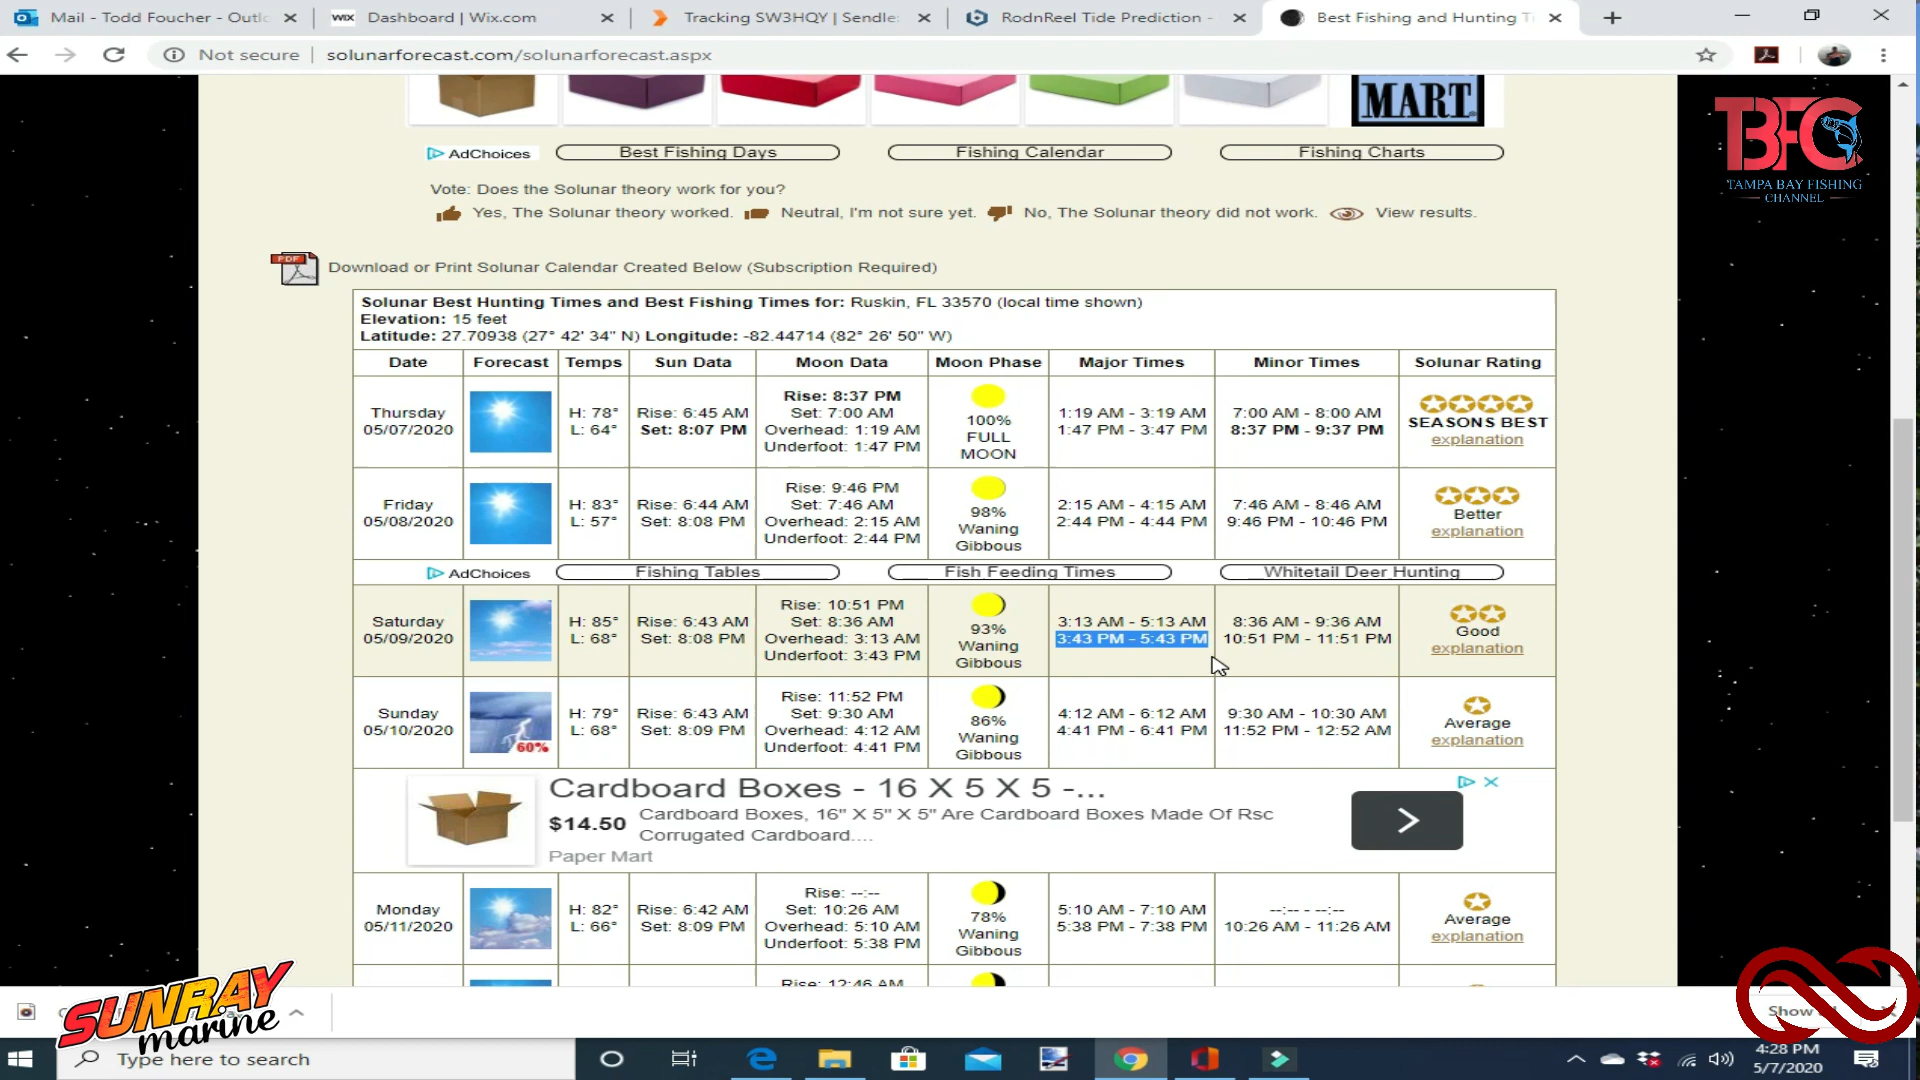 Mail - Todd Foucher - Outlo
WIX Dashboard | Wix.com
Tracking SW3HQY | Sendle
RodnReel Tide Prediction -
Best Fishing and Hunting Ti
Not secure | solunarforecast.com/solunarforecast.aspx
MART
TBFC
TAMPA BAY FISHING
CHANNEL
AdChoices Best Fishing Days Fishing Calendar Fishing Charts
Vote: Does the Solunar theory work for you?
Yes, The Solunar theory worked. Neutral, I'm not sure yet. No, The Solunar theory did not work. View results.
PDF Download or Print Solunar Calendar Created Below (Subscription Required)
Solunar Best Hunting Times and Best Fishing Times for: Ruskin, FL 33570 (local time shown)
Elevation: 15 feet
Latitude: 27.70938 (27° 42' 34" N) Longitude: -82.44714 (82° 26' 50" W)
Date Forecast Temps Sun Data Moon Data Moon Phase Major Times Minor Times Solunar Rating
Thursday
05/07/2020
H: 78°
L: 64°
Rise: 6:45 AM
Set: 8:07 PM
Rise: 8:37 PM
Set: 7:00 AM
Overhead: 1:19 AM
Underfoot: 1:47 PM
100%
FULL
MOON
1:19 AM - 3:19 AM
1:47 PM - 3:47 PM
7:00 AM - 8:00 AM
8:37 PM - 9:37 PM
SEASONS BEST
explanation
Friday
05/08/2020
H: 83°
L: 57°
Rise: 6:44 AM
Set: 8:08 PM
Rise: 9:46 PM
Set: 7:46 AM
Overhead: 2:15 AM
Underfoot: 2:44 PM
98%
Waning
Gibbous
2:15 AM - 4:15 AM
2:44 PM - 4:44 PM
7:46 AM - 8:46 AM
9:46 PM - 10:46 PM
Better
explanation
AdChoices Fishing Tables Fish Feeding Times Whitetail Deer Hunting
Saturday
05/09/2020
H: 85°
L: 68°
Rise: 6:43 AM
Set: 8:08 PM
Rise: 10:51 PM
Set: 8:36 AM
Overhead: 3:13 AM
Underfoot: 3:43 PM
93%
Waning
Gibbous
3:13 AM - 5:13 AM
3:43 PM - 5:43 PM
8:36 AM - 9:36 AM
10:51 PM - 11:51 PM
Good
explanation
Sunday
05/10/2020
60%
H: 79°
L: 68°
Rise: 6:43 AM
Set: 8:09 PM
Rise: 11:52 PM
Set: 9:30 AM
Overhead: 4:12 AM
Underfoot: 4:41 PM
86%
Waning
Gibbous
4:12 AM - 6:12 AM
4:41 PM - 6:41 PM
9:30 AM - 10:30 AM
11:52 PM - 12:52 AM
Average
explanation
Cardboard Boxes - 16 X 5 X 5 -...
$14.50
Cardboard Boxes, 16" X 5" X 5" Are Cardboard Boxes Made Of Rsc
Corrugated Cardboard....
Paper Mart
Monday
05/11/2020
H: 82°
L: 66°
Rise: 6:42 AM
Set: 8:09 PM
Rise: --:--
Set: 10:26 AM
Overhead: 5:10 AM
Underfoot: 5:38 PM
78%
Waning
Gibbous
5:10 AM - 7:10 AM
5:38 PM - 7:38 PM
--:-- - --:--
10:26 AM - 11:26 AM
Average
explanation
Rise: 12:46 AM
SUNRAY
marine
Show
Type here to search
4:28 PM
5/7/2020